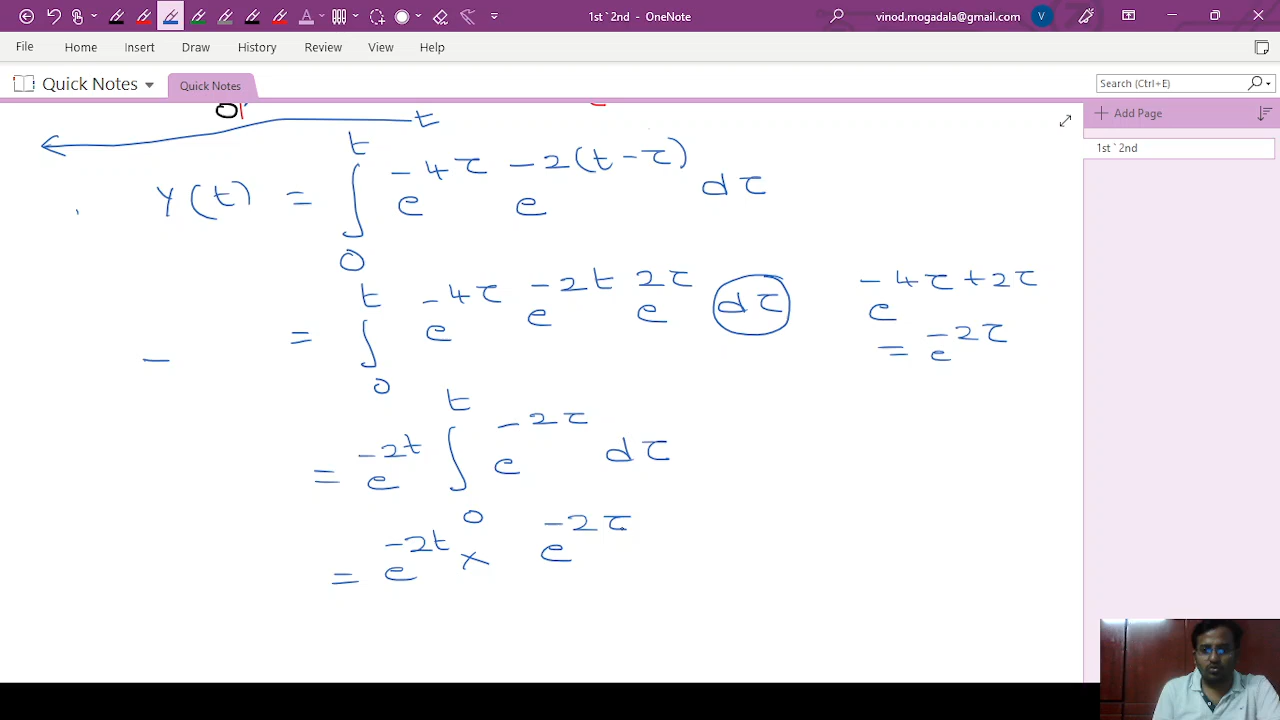 1st`2nd - OneNote
vinod.mogadala@gmail.com V
File Home Insert Draw History Review View Help
Quick Notes Quick Notes Search (Ctrl+E)
Add Page
1st`2nd
t
Y(t) = ∫₀ᵗ e^{-4τ} e^{-2(t-τ)} dτ
= ∫₀ᵗ e^{-4τ} e^{-2t} e^{2τ} dτ
e^{-4τ+2τ}
= e^{-2τ}
= e^{-2t} ∫₀ᵗ e^{-2τ} dτ
= e^{-2t} × e^{-2τ}